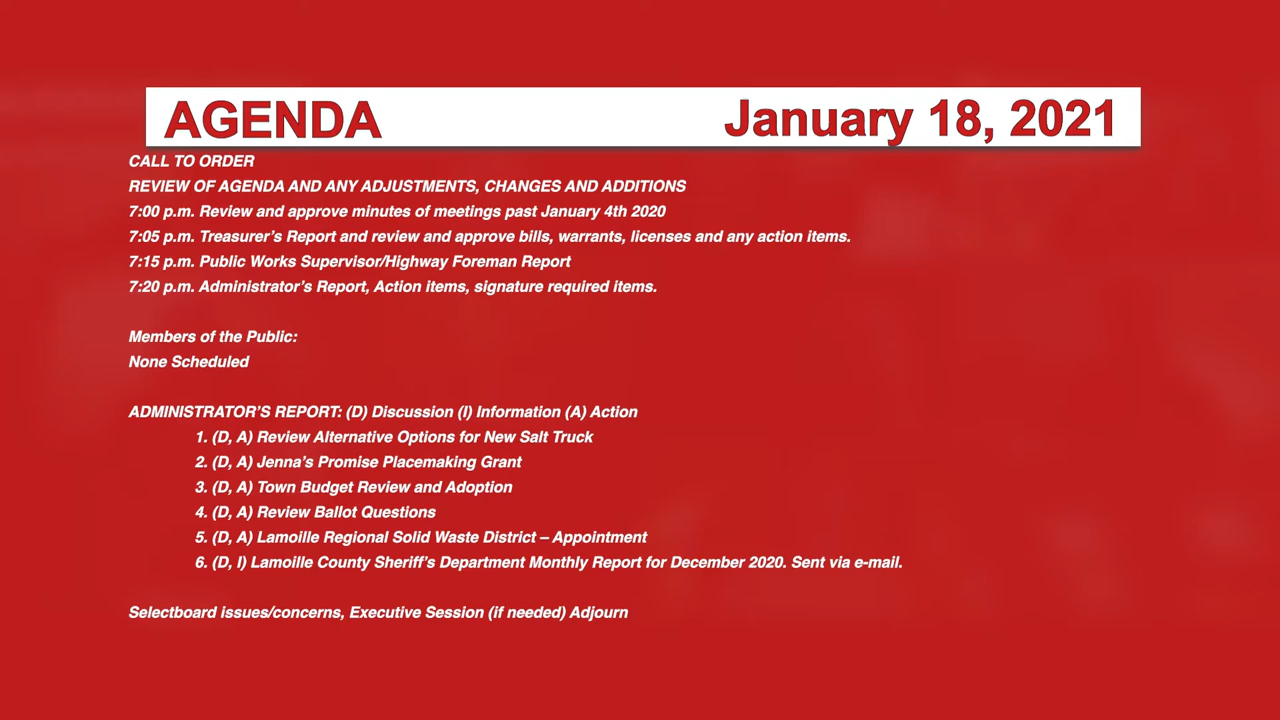 AGENDA January 18, 2021
CALL TO ORDER
REVIEW OF AGENDA AND ANY ADJUSTMENTS, CHANGES AND ADDITIONS
7:00 p.m. Review and approve minutes of meetings past January 4th 2020
7:05 p.m. Treasurer’s Report and review and approve bills, warrants, licenses and any action items.
7:15 p.m. Public Works Supervisor/Highway Foreman Report
7:20 p.m. Administrator’s Report, Action items, signature required items.
Members of the Public:
None Scheduled
ADMINISTRATOR’S REPORT: (D) Discussion (I) Information (A) Action
1. (D, A) Review Alternative Options for New Salt Truck
2. (D, A) Jenna’s Promise Placemaking Grant
3. (D, A) Town Budget Review and Adoption
4. (D, A) Review Ballot Questions
5. (D, A) Lamoille Regional Solid Waste District – Appointment
6. (D, I) Lamoille County Sheriff’s Department Monthly Report for December 2020. Sent via e-mail.
Selectboard issues/concerns, Executive Session (if needed) Adjourn